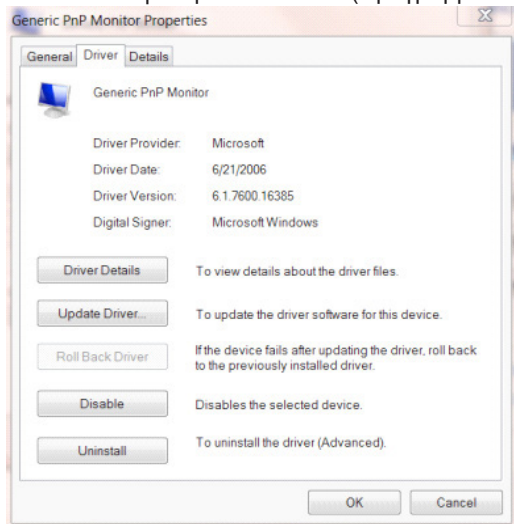 Generic PnP Monitor Properties
General Driver Details
Generic PnP Monitor
Driver Provider: Microsoft
Driver Date: 6/21/2006
Driver Version: 6.1.7600.16385
Digital Signer: Microsoft Windows
Driver Details To view details about the driver files.
Update Driver... To update the driver software for this device.
Roll Back Driver If the device fails after updating the driver, roll back
to the previously installed driver.
Disable Disables the selected device.
Uninstall To uninstall the driver (Advanced).
OK Cancel